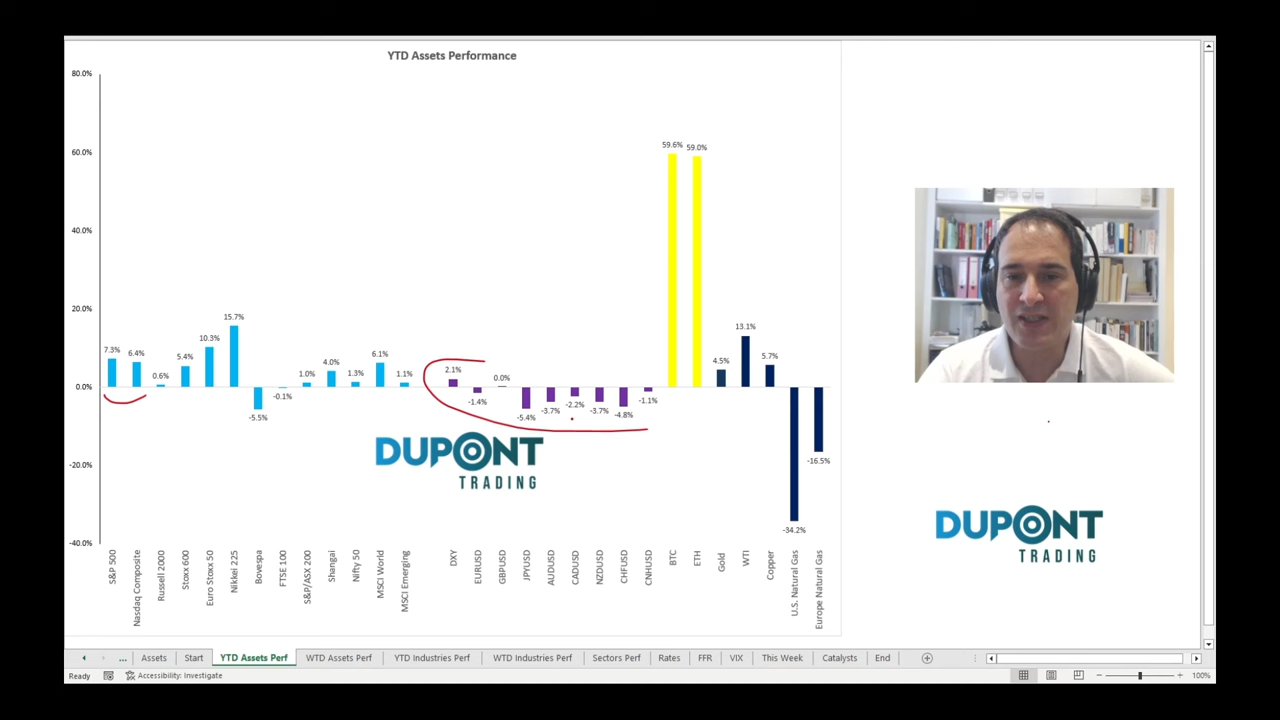 YTD Assets Performance
80.0%
60.0%
40.0%
20.0%
0.0%
-20.0%
-40.0%
7.3%
6.4%
0.6%
5.4%
10.3%
15.7%
-5.5%
-0.1%
1.0%
4.0%
1.3%
6.1%
1.1%
2.1%
-1.4%
0.0%
-5.4%
-3.7%
-2.2%
-3.7%
-4.8%
-1.1%
59.6%
59.0%
4.5%
13.1%
5.7%
-34.2%
-16.5%
S&P 500
Nasdaq Composite
Russell 2000
Stoxx 600
Euro Stoxx 50
Nikkei 225
Bovespa
FTSE 100
S&P/ASX 200
Shangai
Nifty 50
MSCI World
MSCI Emerging
DXY
EURUSD
GBPUSD
JPYUSD
AUDUSD
CADUSD
NZDUSD
CHFUSD
CNHUSD
BTC
ETH
Gold
WTI
Copper
U.S. Natural Gas
Europe Natural Gas
DUPONT
TRADING
DUPONT
TRADING
... Assets Start YTD Assets Perf WTD Assets Perf YTD Industries Perf WTD Industries Perf Sectors Perf Rates FFR VIX This Week Catalysts End
Ready Accessibility: Investigate 100%